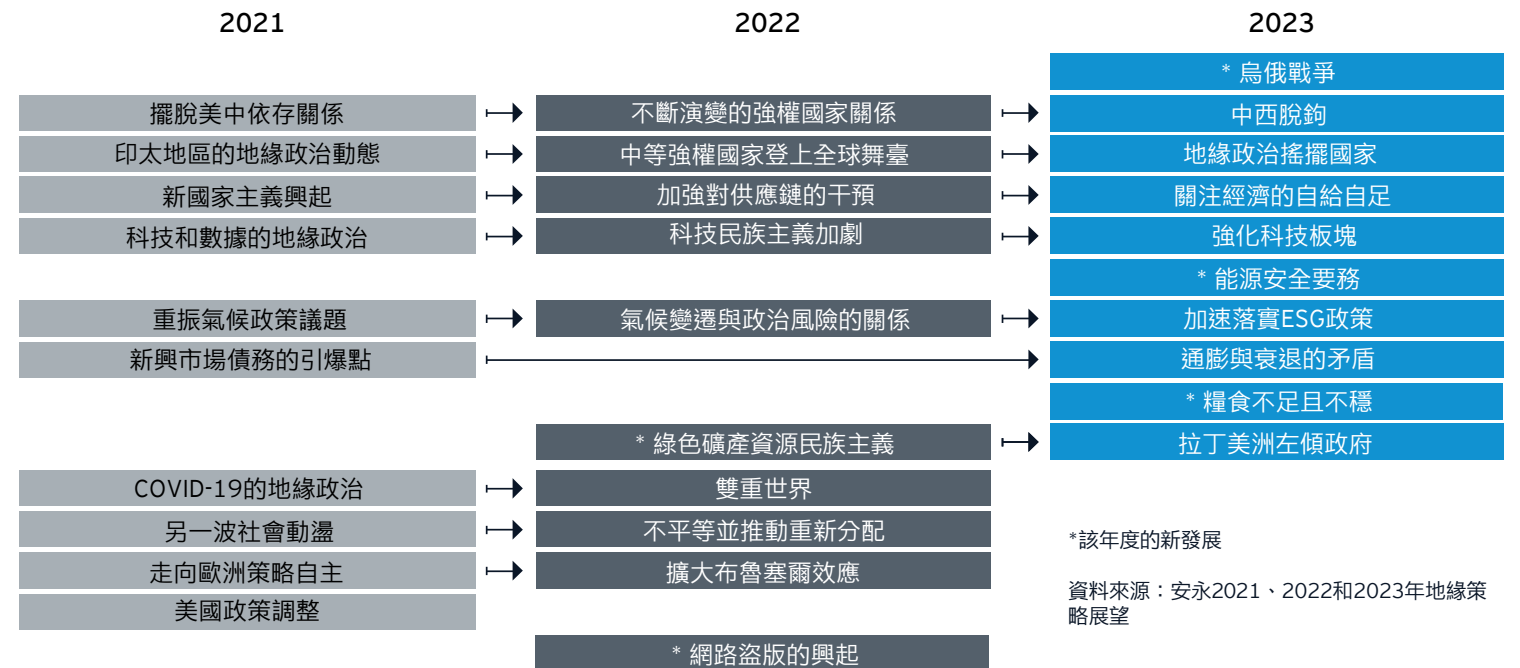 2021 2022 2023
* 烏俄戰爭
擺脫美中依存關係 不斷演變的強權國家關係 中西脫鉤
印太地區的地緣政治動態 中等強權國家登上全球舞臺 地緣政治搖擺國家
新國家主義興起 加強對供應鏈的干預 關注經濟的自給自足
科技和數據的地緣政治 科技民族主義加劇 強化科技板塊
* 能源安全要務
重振氣候政策議題 氣候變遷與政治風險的關係 加速落實ESG政策
新興市場債務的引爆點 通膨與衰退的矛盾
* 糧食不足且不穩
* 綠色礦產資源民族主義 拉丁美洲左傾政府
COVID-19的地緣政治 雙重世界
另一波社會動盪 不平等並推動重新分配
走向歐洲策略自主 擴大布魯塞爾效應
美國政策調整
* 網路盜版的興起
*該年度的新發展
資料來源：安永2021、2022和2023年地緣策
略展望